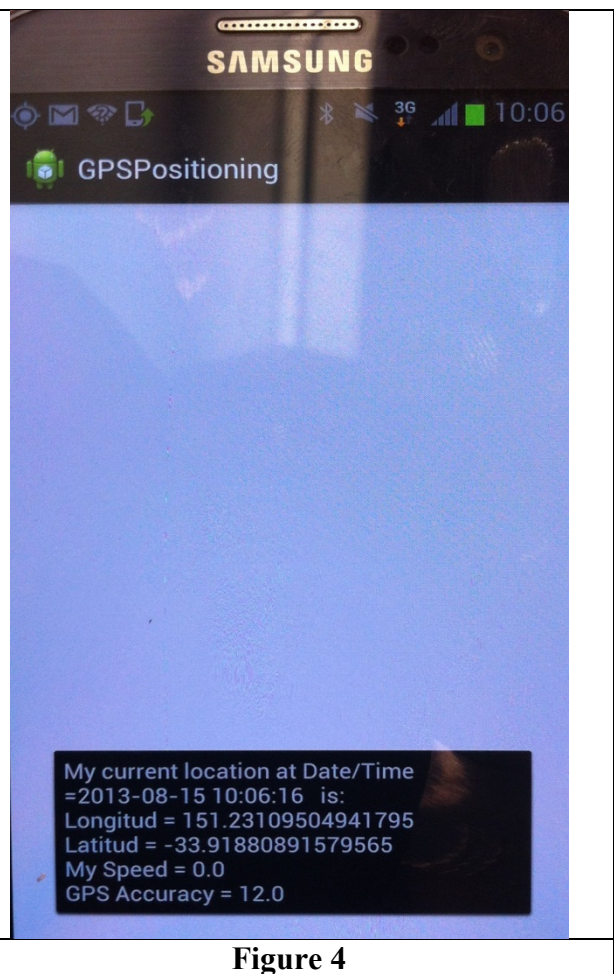 SAMSUNG
3G 10:06
GPSPositioning
My current location at Date/Time
=2013-08-15 10:06:16 is:
Longitud = 151.23109504941795
Latitud = -33.91880891579565
My Speed = 0.0
GPS Accuracy = 12.0
Figure 4